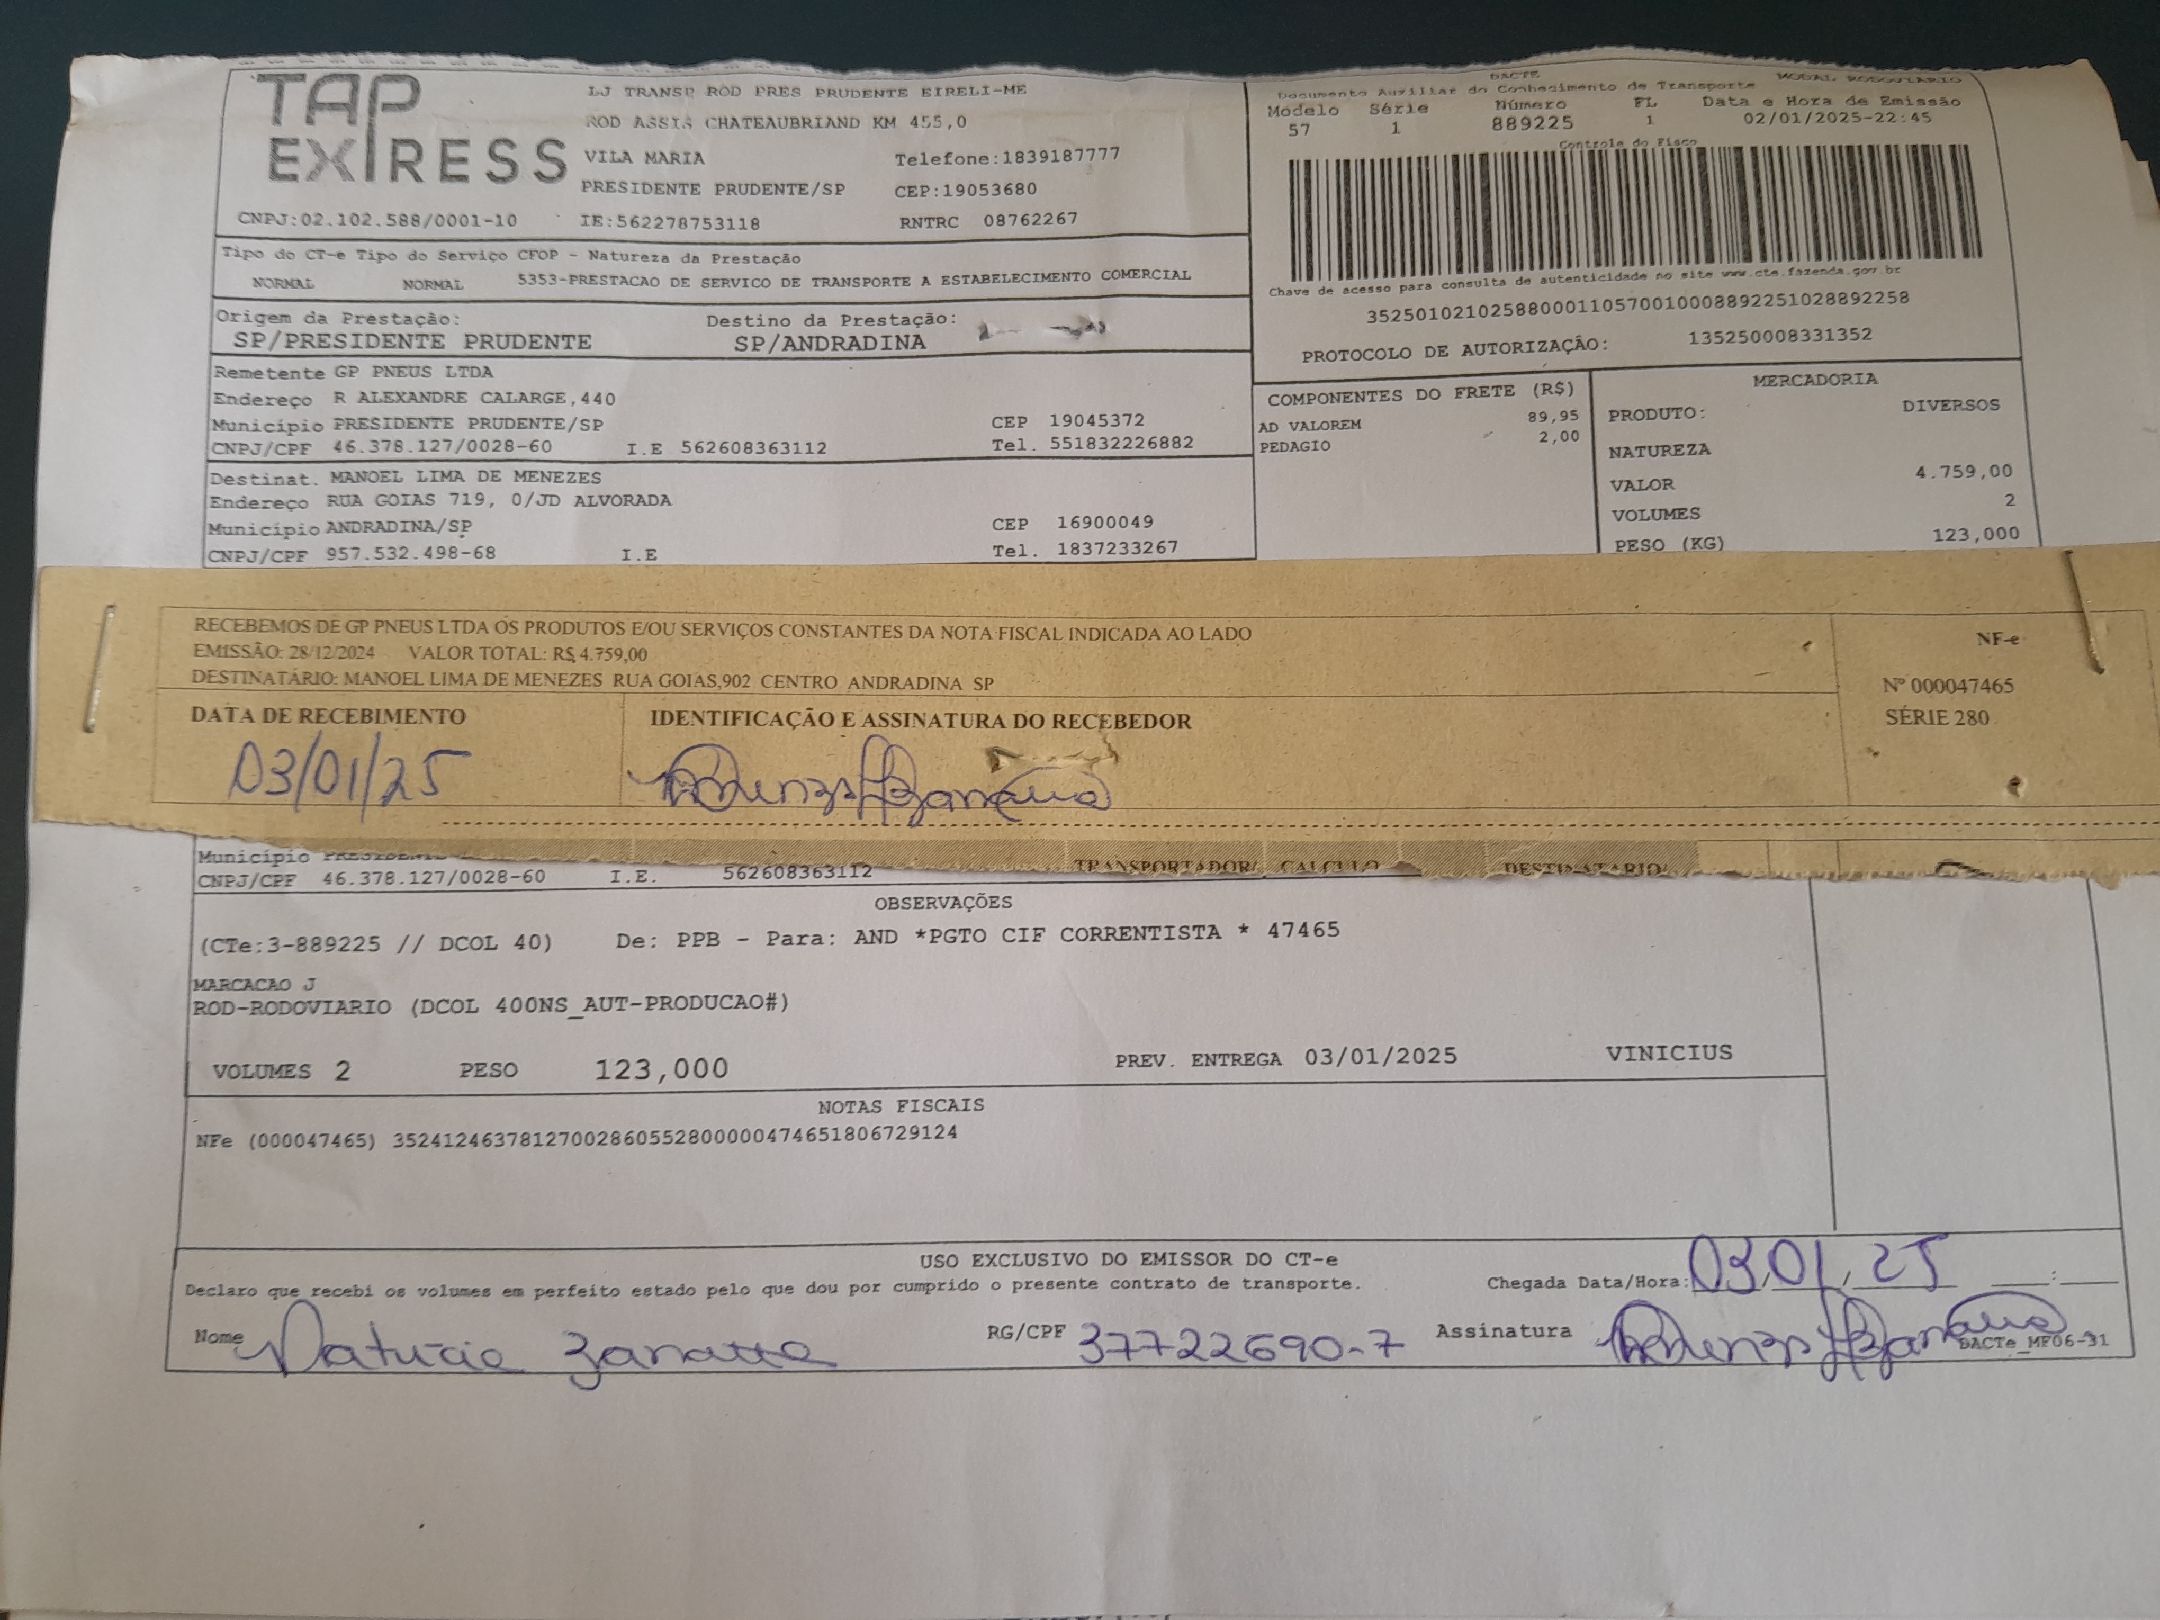 TAP EXPRESS
LJ TRANSP ROD PRES PRUDENTE EIRELI-ME
ROD ASSIS CHATEAUBRIAND KM 455,0
VILA MARIA Telefone:1839187777
PRESIDENTE PRUDENTE/SP CEP:19053680
CNPJ:02.102.588/0001-10 IE:562278753118 RNTRC 08762267
DACTE MODAL RODOVIARIO
Documento Auxiliar do Conhecimento de Transporte
Modelo Série Número FL Data e Hora de Emissão
57 1 889225 1 02/01/2025-22:45
Controle do Fisco
Chave de acesso para consulta de autenticidade no site www.cte.fazenda.gov.br
35250102102588000110570010008892251028892258
PROTOCOLO DE AUTORIZAÇÃO: 135250008331352
Tipo do CT-e Tipo do Serviço CFOP - Natureza da Prestação
NORMAL NORMAL 5353-PRESTACAO DE SERVICO DE TRANSPORTE A ESTABELECIMENTO COMERCIAL
Origem da Prestação: Destino da Prestação:
SP/PRESIDENTE PRUDENTE SP/ANDRADINA
Remetente GP PNEUS LTDA
Endereço R ALEXANDRE CALARGE,440
Município PRESIDENTE PRUDENTE/SP CEP 19045372
CNPJ/CPF 46.378.127/0028-60 I.E 562608363112 Tel. 551832226882
Destinat. MANOEL LIMA DE MENEZES
Endereço RUA GOIAS 719, 0/JD ALVORADA
Município ANDRADINA/SP CEP 16900049
CNPJ/CPF 957.532.498-68 I.E Tel. 1837233267
COMPONENTES DO FRETE (R$)
AD VALOREM 89,95
PEDAGIO 2,00
MERCADORIA
PRODUTO: DIVERSOS
NATUREZA
VALOR 4.759,00
VOLUMES 2
PESO (KG) 123,000
RECEBEMOS DE GP PNEUS LTDA OS PRODUTOS E/OU SERVIÇOS CONSTANTES DA NOTA FISCAL INDICADA AO LADO
EMISSÃO: 28/12/2024 VALOR TOTAL: R$ 4.759,00
DESTINATÁRIO: MANOEL LIMA DE MENEZES RUA GOIAS,902 CENTRO ANDRADINA SP
DATA DE RECEBIMENTO IDENTIFICAÇÃO E ASSINATURA DO RECEBEDOR
03/01/25
NF-e
Nº 000047465
SÉRIE 280
TRANSPORTADOR/ CALCULO DESTINATARIO/
Município
CNPJ/CPF 46.378.127/0028-60 I.E. 562608363112
OBSERVAÇÕES
(CTe:3-889225 // DCOL 40) De: PPB - Para: AND *PGTO CIF CORRENTISTA * 47465
MARCACAO J
ROD-RODOVIARIO (DCOL 400NS_AUT-PRODUCAO#)
VOLUMES 2 PESO 123,000 PREV. ENTREGA 03/01/2025 VINICIUS
NOTAS FISCAIS
NFe (000047465) 35241246378127002860552800000474651806729124
USO EXCLUSIVO DO EMISSOR DO CT-e
Declaro que recebi os volumes em perfeito estado pelo que dou por cumprido o presente contrato de transporte. Chegada Data/Hora: 03/01/25 __:__
Nome Patricia Zanatta RG/CPF 37722690-7 Assinatura
DACTe_MF06-31